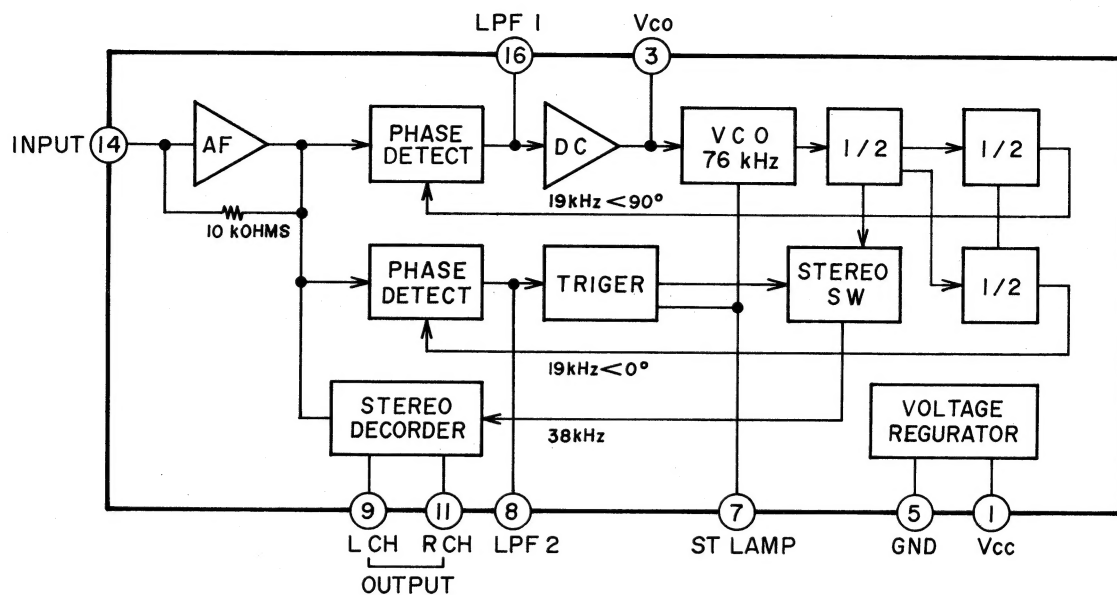 LPF 1
Vco
16
3
INPUT
14
AF
PHASE
DETECT
DC
VCO
76 kHz
1/2
1/2
19kHz<90°
10 kOHMS
PHASE
DETECT
TRIGER
STEREO
SW
1/2
19kHz<0°
STEREO
DECORDER
38kHz
VOLTAGE
REGURATOR
9
11
8
7
5
1
L CH
R CH
LPF 2
ST LAMP
GND
Vcc
OUTPUT